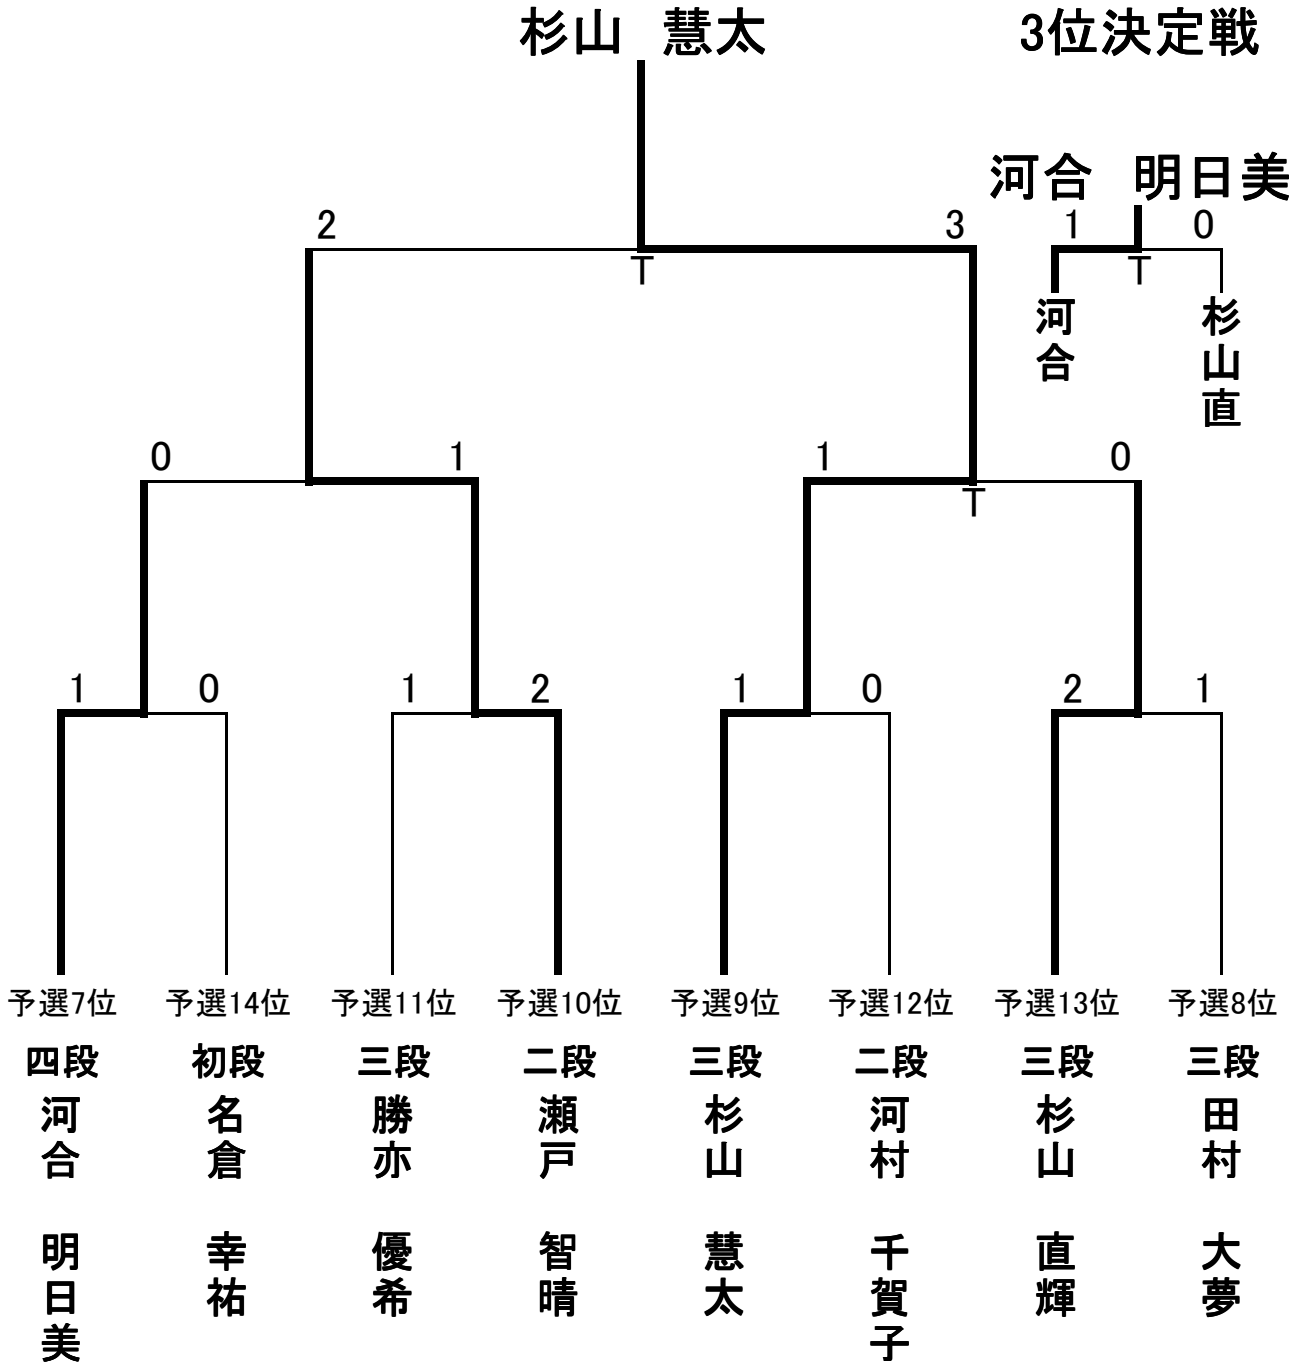 杉山 慧太
3位決定戦
河合 明日美
2
3
1
0
T
T
河合
杉山直
0
1
1
0
T
1
0
1
2
1
0
2
1
予選7位
予選14位
予選11位
予選10位
予選9位
予選12位
予選13位
予選8位
四段
初段
三段
二段
三段
二段
三段
三段
河合 明日美
名倉 幸祐
勝亦 優希
瀬戸 智晴
杉山 慧太
河村 千賀子
杉山 直輝
田村 大夢